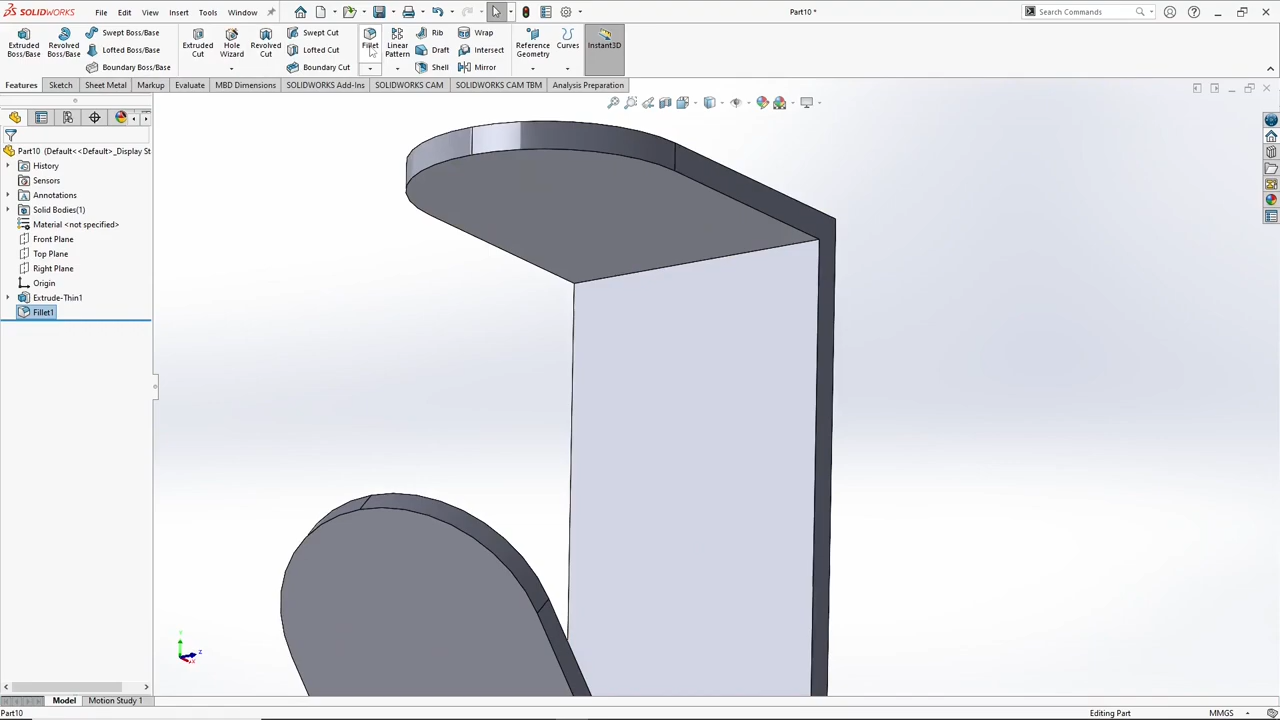 SOLIDWORKS File Edit View Insert Tools Window Part10 * Search Commands
Extruded Boss/Base Revolved Boss/Base Swept Boss/Base Lofted Boss/Base Boundary Boss/Base Extruded Cut Hole Wizard Revolved Cut Swept Cut Lofted Cut Boundary Cut Fillet Linear Pattern Rib Draft Shell Wrap Intersect Mirror Reference Geometry Curves Instant3D
Features Sketch Sheet Metal Markup Evaluate MBD Dimensions SOLIDWORKS Add-Ins SOLIDWORKS CAM SOLIDWORKS CAM TBM Analysis Preparation
Part10 (Default<<Default>_Display St
History
Sensors
Annotations
Solid Bodies(1)
Material <not specified>
Front Plane
Top Plane
Right Plane
Origin
Extrude-Thin1
Fillet1
Y
Z
X
Model Motion Study 1
Part10 Editing Part MMGS